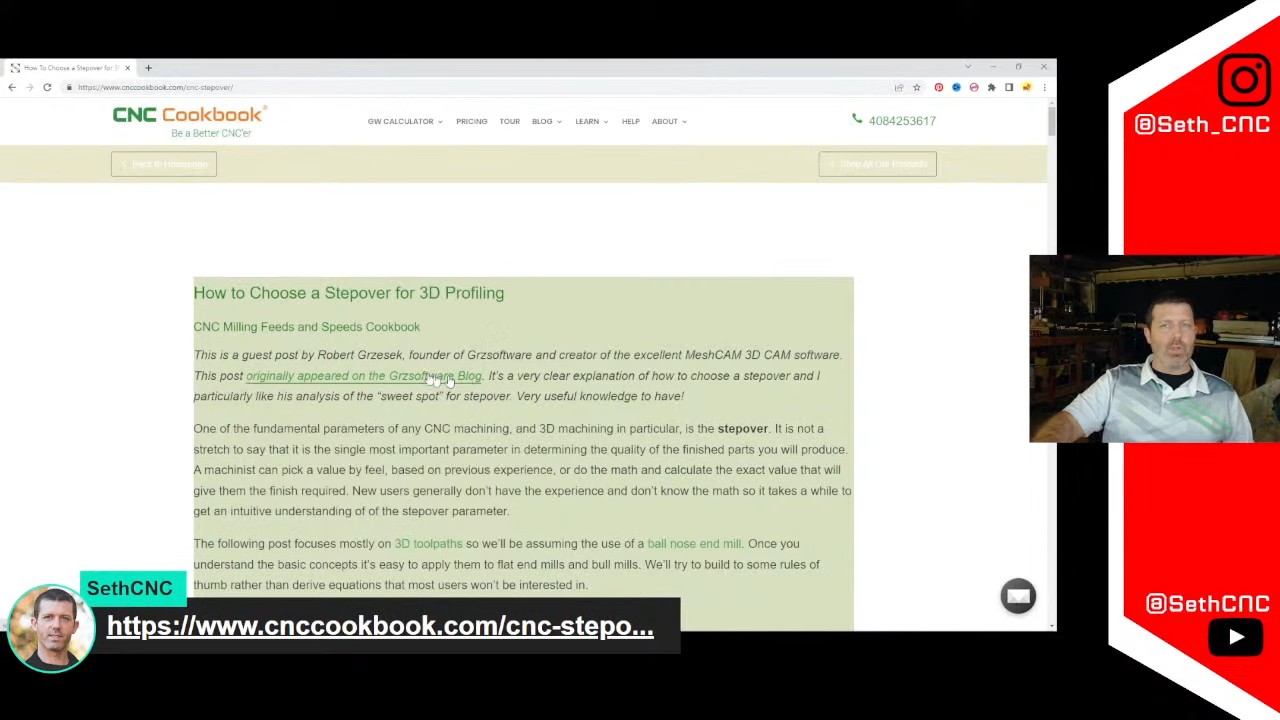 How To Choose a Stepover for 3D
https://www.cnccookbook.com/cnc-stepover/
CNC Cookbook®
Be a Better CNC'er
GW CALCULATOR PRICING TOUR BLOG LEARN HELP ABOUT
4084253617
Back to Homepage
Shop All Our Products
How to Choose a Stepover for 3D Profiling
CNC Milling Feeds and Speeds Cookbook
This is a guest post by Robert Grzesek, founder of Grzsoftware and creator of the excellent MeshCAM 3D CAM software.
This post originally appeared on the Grzsoftware Blog. It's a very clear explanation of how to choose a stepover and I
particularly like his analysis of the “sweet spot” for stepover. Very useful knowledge to have!
One of the fundamental parameters of any CNC machining, and 3D machining in particular, is the stepover. It is not a
stretch to say that it is the single most important parameter in determining the quality of the finished parts you will produce.
A machinist can pick a value by feel, based on previous experience, or do the math and calculate the exact value that will
give them the finish required. New users generally don't have the experience and don't know the math so it takes a while to
get an intuitive understanding of of the stepover parameter.
The following post focuses mostly on 3D toolpaths so we'll be assuming the use of a ball nose end mill. Once you
understand the basic concepts it's easy to apply them to flat end mills and bull mills. We'll try to build to some rules of
thumb rather than derive equations that most users won't be interested in.
SethCNC
https://www.cnccookbook.com/cnc-stepo...
@Seth_CNC
@SethCNC